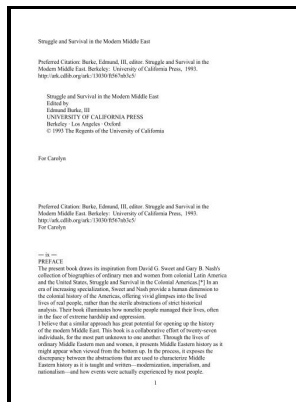 Struggle and Survival in the Modern Middle East
Preferred Citation: Burke, Edmund, III, editor. Struggle and Survival in the
Modern Middle East. Berkeley: University of California Press, 1993.
http://ark.cdlib.org/ark:/13030/ft567nb3c5/
Struggle and Survival in the Modern Middle East
Edited by
Edmund Burke, III
UNIVERSITY OF CALIFORNIA PRESS
Berkeley · Los Angeles · Oxford
© 1993 The Regents of the University of California
For Carolyn
Preferred Citation: Burke, Edmund, III, editor. Struggle and Survival in the
Modern Middle East. Berkeley: University of California Press, 1993.
http://ark.cdlib.org/ark:/13030/ft567nb3c5/
For Carolyn
— ix —
PREFACE
The present book draws its inspiration from David G. Sweet and Gary B. Nash's
collection of biographies of ordinary men and women from colonial Latin America
and the United States, Struggle and Survival in the Colonial Americas.[*] In an
era of increasing specialization, Sweet and Nash provide a human dimension to
the colonial history of the Americas, offering vivid glimpses into the lived
lives of real people, rather than the sterile abstractions of strict historical
analysis. Their book illuminates how nonelite people managed their lives, often
in the face of extreme hardship and oppression.
I believe that a similar approach has great potential for opening up the history
of the modern Middle East. This book is a collaborative effort of twenty-seven
individuals, for the most part unknown to one another. Through the lives of
ordinary Middle Eastern men and women, it presents Middle Eastern history as it
might appear when viewed from the bottom up. In the process, it exposes the
discrepancy between the abstractions that are used to characterize Middle
Eastern history as it is taught and written—modernization, imperialism, and
nationalism—and how events were actually experienced by most people.
1